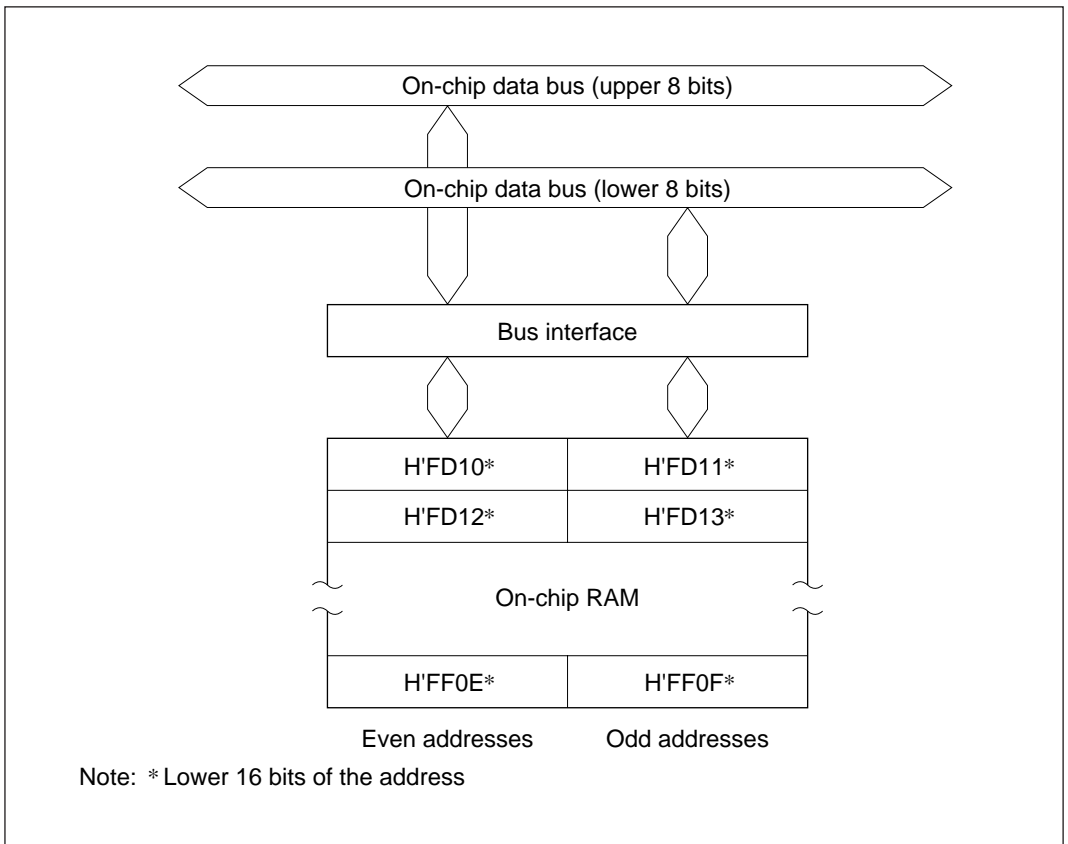 On-chip data bus (upper 8 bits)
On-chip data bus (lower 8 bits)
Bus interface
H'FD10* H'FD11*
H'FD12* H'FD13*
On-chip RAM
H'FF0E* H'FF0F*
Even addresses Odd addresses
Note: * Lower 16 bits of the address